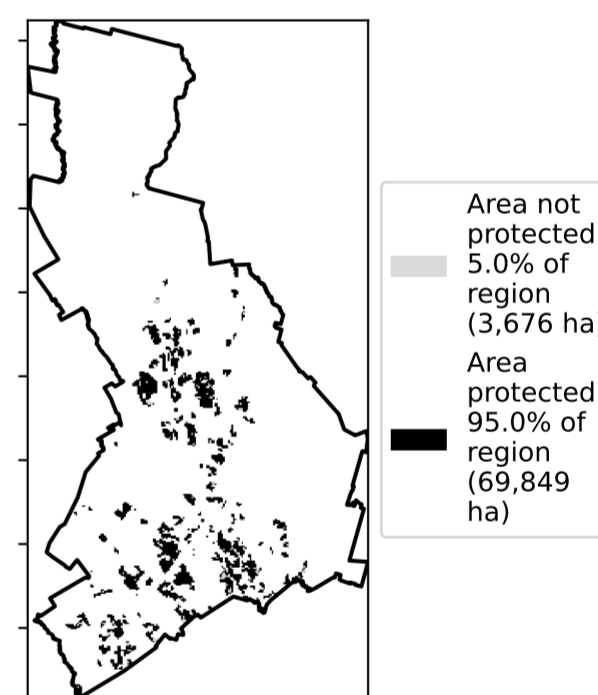 Area not
protected
5.0% of
region
(3,676 ha)
Area
protected
95.0% of
region
(69,849
ha)